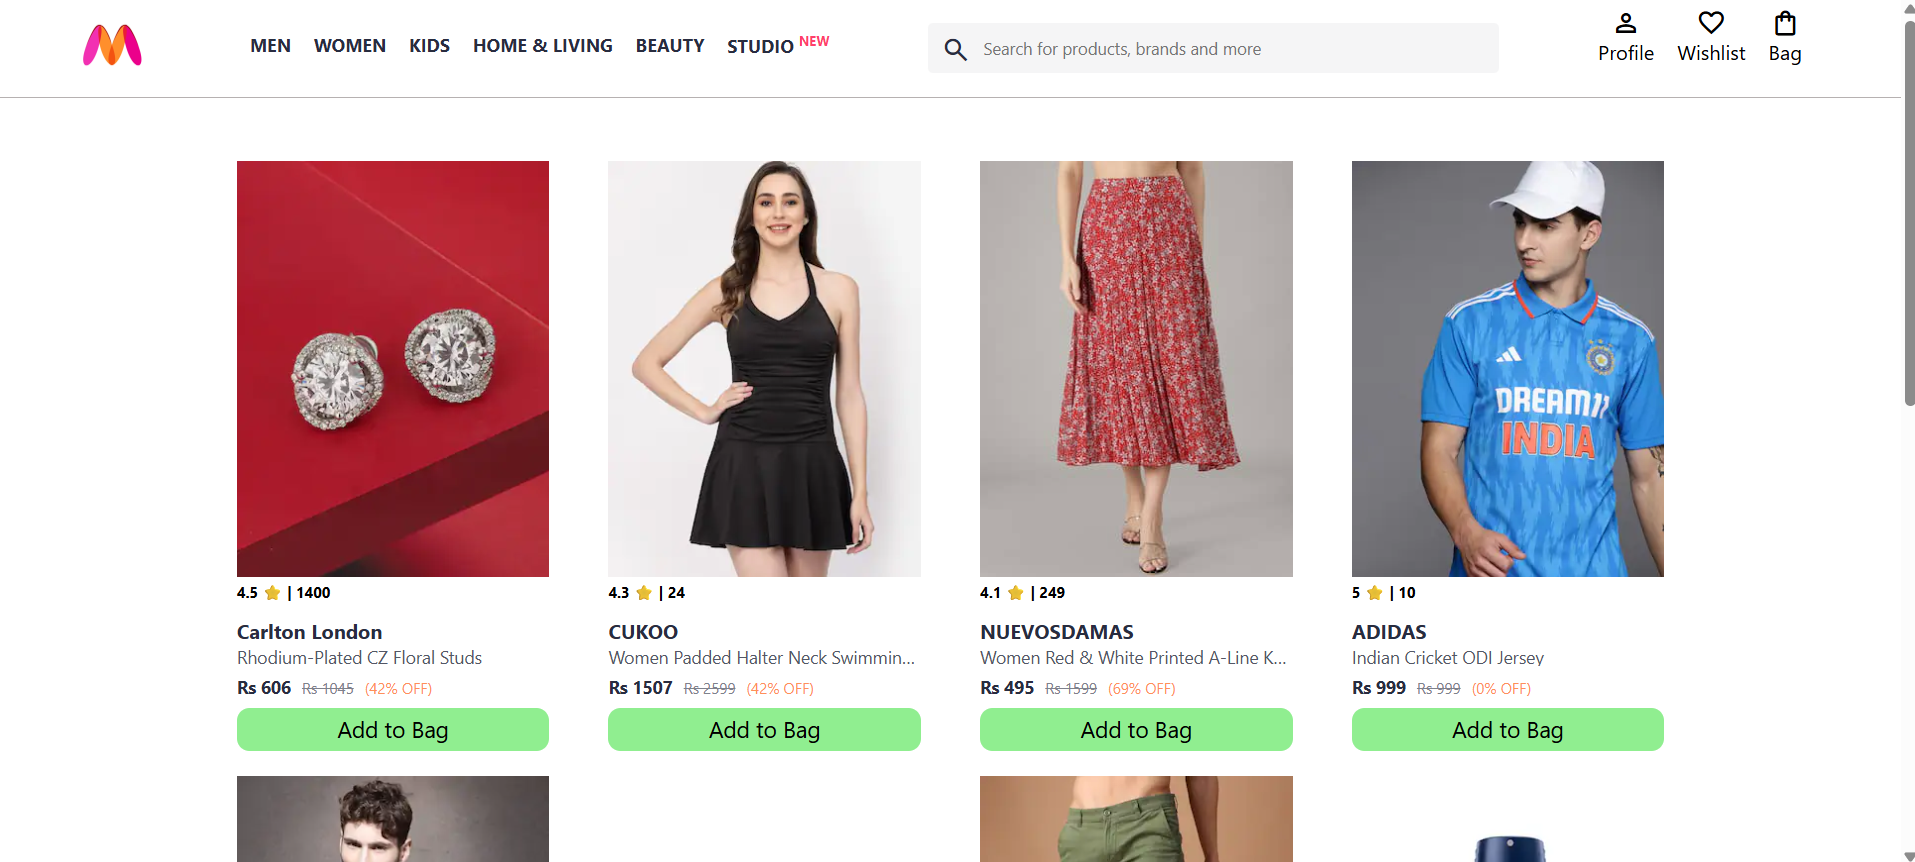 MEN WOMEN KIDS HOME & LIVING BEAUTY STUDIO NEW
Search for products, brands and more
Profile Wishlist Bag
DREAM11
INDIA
4.5 ⭐ | 1400
Carlton London
Rhodium-Plated CZ Floral Studs
Rs 606 Rs 1045 (42% OFF)
Add to Bag
4.3 ⭐ | 24
CUKOO
Women Padded Halter Neck Swimmin...
Rs 1507 Rs 2599 (42% OFF)
Add to Bag
4.1 ⭐ | 249
NUEVOSDAMAS
Women Red & White Printed A-Line K...
Rs 495 Rs 1599 (69% OFF)
Add to Bag
5 ⭐ | 10
ADIDAS
Indian Cricket ODI Jersey
Rs 999 Rs 999 (0% OFF)
Add to Bag